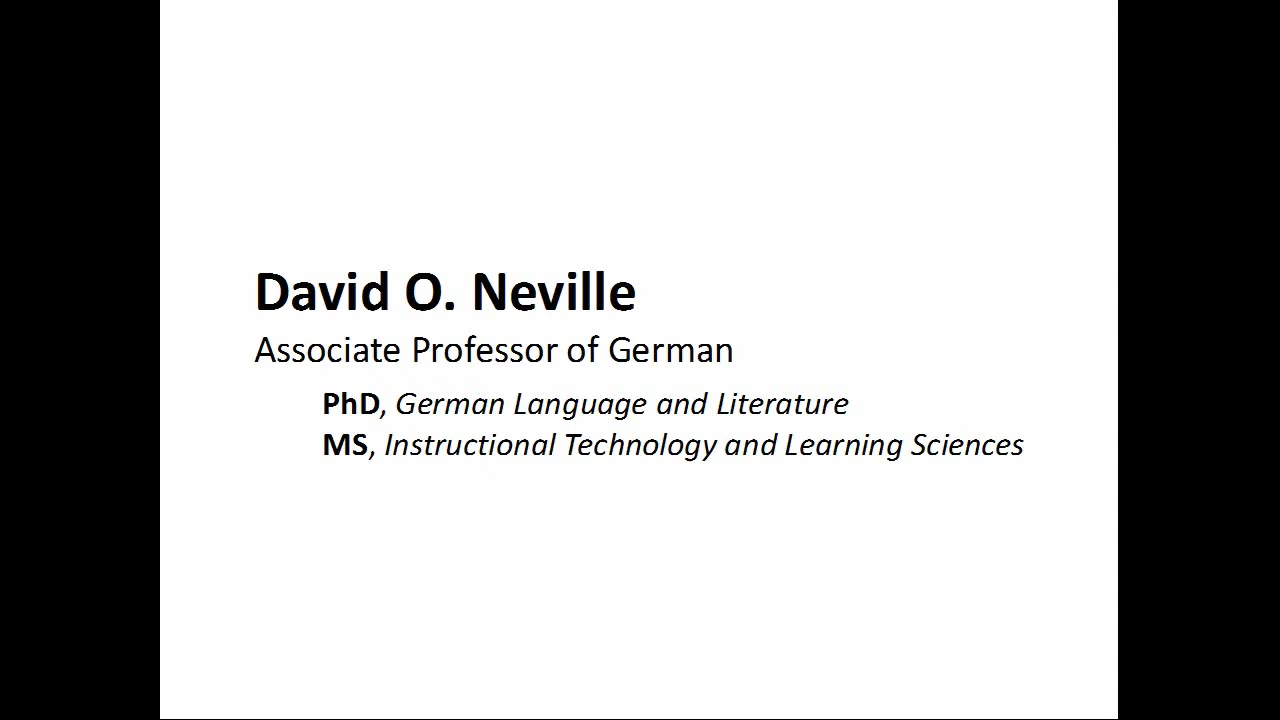 David O. Neville
Associate Professor of German
PhD, German Language and Literature
MS, Instructional Technology and Learning Sciences